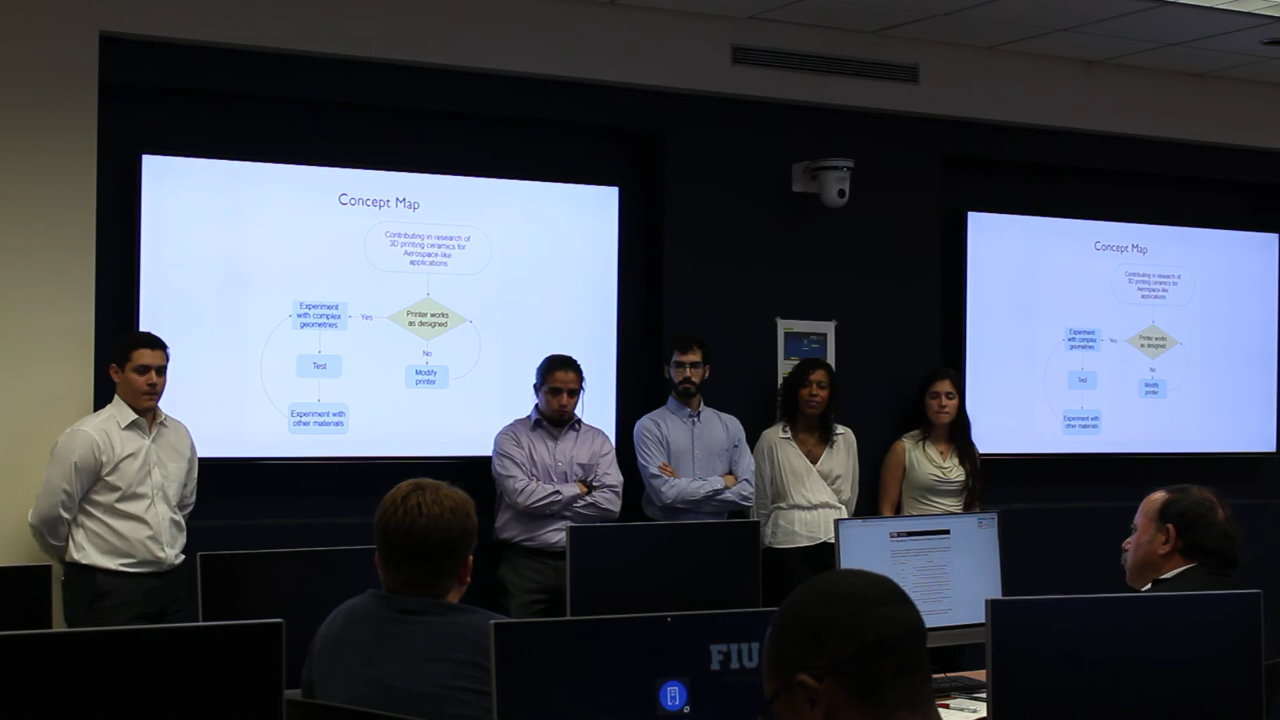 Concept Map
Contributing in research of
3D printing ceramics for
Aerospace-like
applications
Experiment
with complex
geometries
Yes
Printer works
as designed
No
Test
Modify
printer
Experiment with
other materials
Concept Map
Contributing in research of
3D printing ceramics for
Aerospace-like
applications
Experiment
with complex
geometries
Yes
Printer works
as designed
No
Test
Modify
printer
Experiment with
other materials
FIU